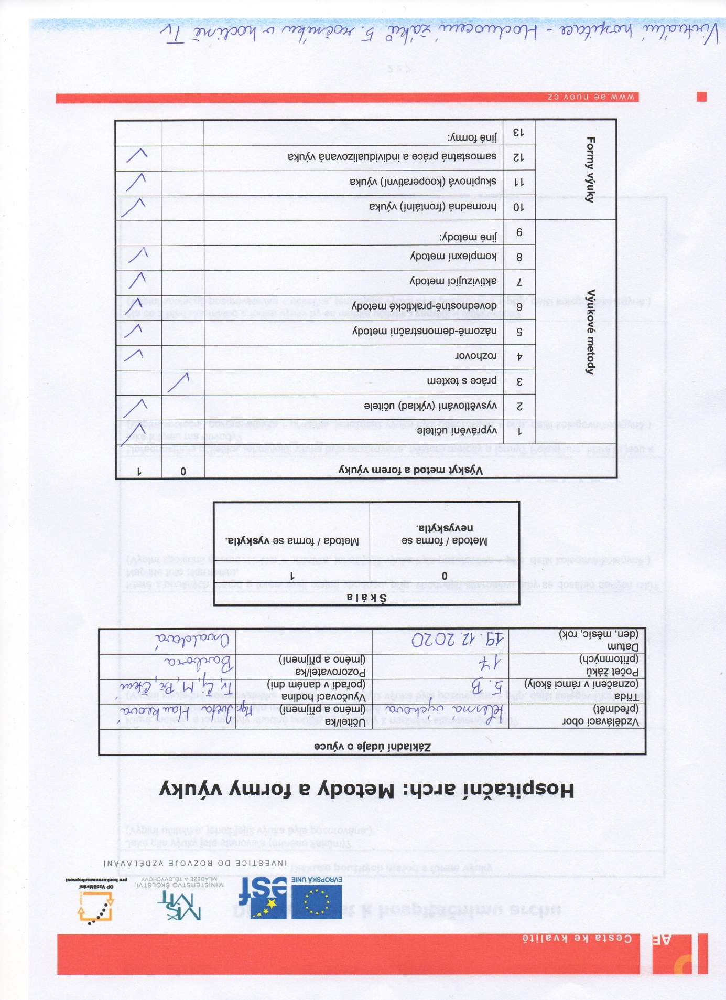 Cesta ke kvalitě
AE
EVROPSKÁ UNIE
esf
MŠMT
MINISTERSTVO ŠKOLSTVÍ,
MLÁDEŽE A TĚLOVÝCHOVY
OP Vzdělávání
pro konkurenceschopnost
INVESTICE DO ROZVOJE VZDĚLÁVÁNÍ
Hospitační arch: Metody a formy výuky
Základní údaje o výuce
Vzdělávací obor (předmět) Tělesná výchova Učitel/ka (jméno a příjmení) Mgr. Iveta
Třída (označení v rámci školy) 5. B Vyučovací hodina (pořadí v daném dni) Tv, Čj, M, Př, Čtení
Počet žáků (přítomných) 17 Pozorovatel/ka (jméno a příjmení) Barbora
Datum (den, měsíc, rok) 19. 12. 2020 Onvaldová
Škála
0 1
Metoda / forma se nevyskytla. Metoda / forma se vyskytla.
Výskyt metod a forem výuky 0 1
Výukové metody
1 vyprávění učitele ✓
2 vysvětlování (výklad) učitele ✓
3 práce s textem ✓
4 rozhovor ✓
5 názorně-demonstrační metody ✓
6 dovednostně-praktické metody ✓
7 aktivizující metody ✓
8 komplexní metody ✓
9 jiné metody:
Formy výuky
10 hromadná (frontální) výuka ✓
11 skupinová (kooperativní) výuka ✓
12 samostatná práce a individualizovaná výuka ✓
13 jiné formy:
www.ae.nuov.cz
Virtuální hospitace - Hodnocení žáků 5. ročníku v hodině Tv